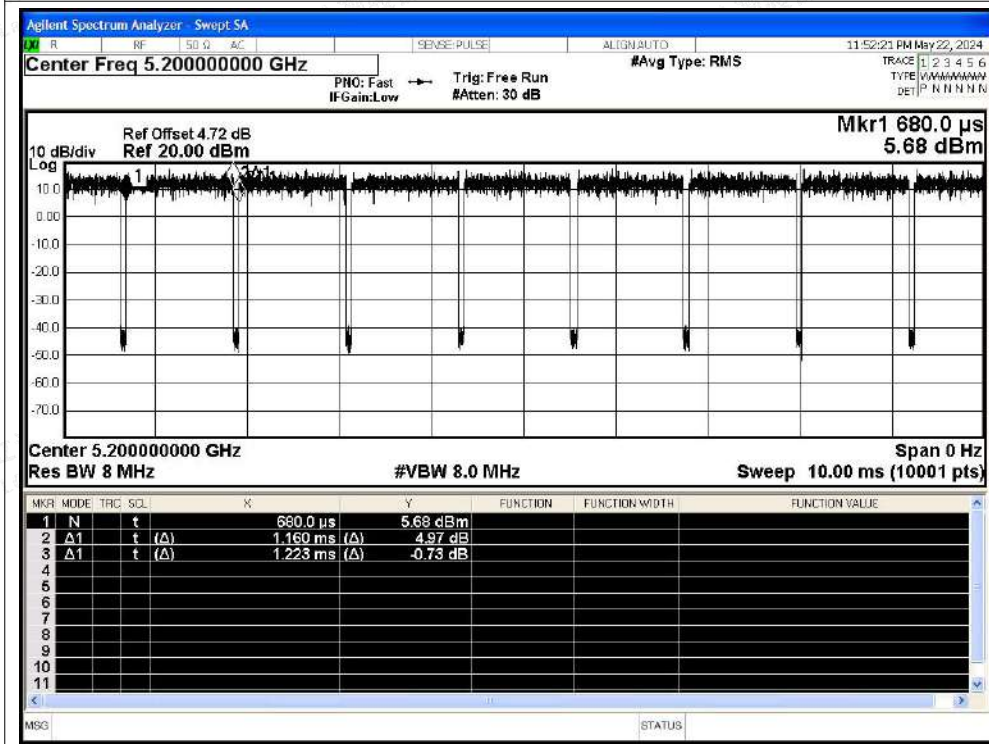 Agilent Spectrum Analyzer - Swept SA
LXI R RF 50 Ω AC SENSE:PULSE ALIGN AUTO 11:52:21 PM May 22, 2024
Center Freq 5.200000000 GHz #Avg Type: RMS TRACE 1 2 3 4 5 6
PNO: Fast Trig: Free Run TYPE
IFGain:Low #Atten: 30 dB DET P N N N N N
Mkr1 680.0 µs
Ref Offset 4.72 dB
10 dB/div Ref 20.00 dBm 5.68 dBm
Log
1
10.0
0.00
-10.0
-20.0
-30.0
-40.0
-50.0
-60.0
-70.0
Center 5.200000000 GHz Span 0 Hz
Res BW 8 MHz #VBW 8.0 MHz Sweep 10.00 ms (10001 pts)
MKR MODE TRC SCL X Y FUNCTION FUNCTION WIDTH FUNCTION VALUE
1 N t 680.0 µs 5.68 dBm
2 Δ1 t (Δ) 1.160 ms (Δ) 4.97 dB
3 Δ1 t (Δ) 1.223 ms (Δ) -0.73 dB
4
5
6
7
8
9
10
11
MSG STATUS